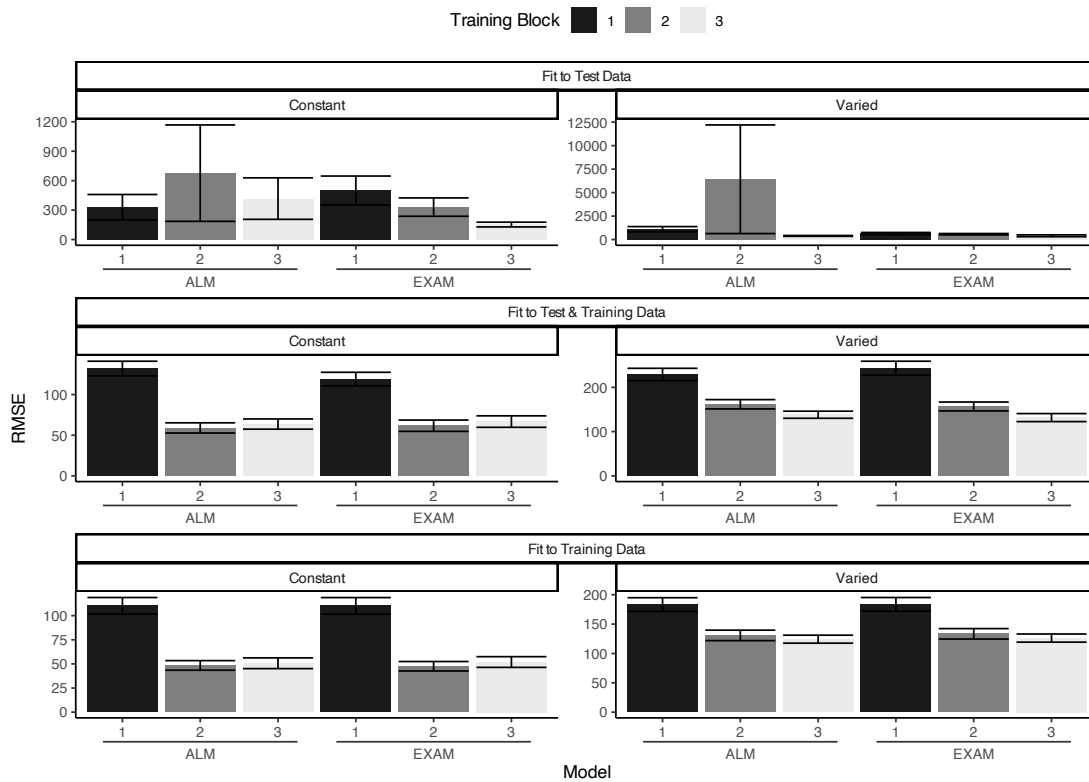 Training Block 1 2 3
Fit to Test Data
Constant Varied
1200
900
600
300
0
12500
10000
7500
5000
2500
0
1 2 3 1 2 3 1 2 3 1 2 3
ALM EXAM ALM EXAM
Fit to Test & Training Data
Constant Varied
100
50
0
200
100
0
1 2 3 1 2 3 1 2 3 1 2 3
ALM EXAM ALM EXAM
Fit to Training Data
Constant Varied
100
75
50
25
0
200
150
100
50
0
1 2 3 1 2 3 1 2 3 1 2 3
ALM EXAM ALM EXAM
RMSE
Model